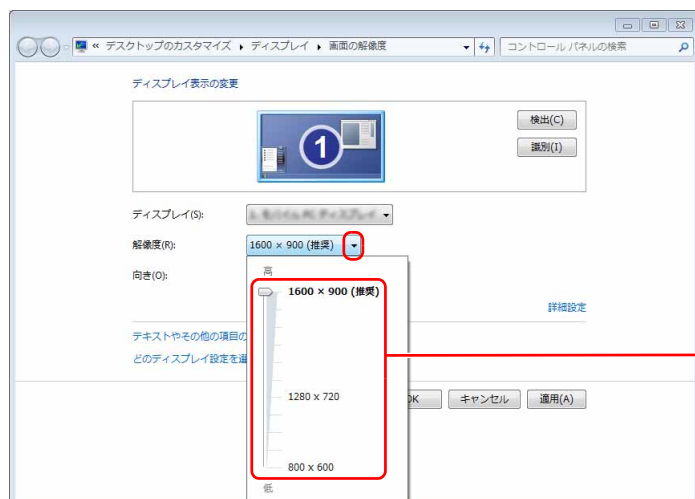 « デスクトップのカスタマイズ ▸ ディスプレイ ▸ 画面の解像度
コントロール パネルの検索
ディスプレイ表示の変更
1
検出(C)
識別(I)
ディスプレイ(S):
解像度(R):
1600 × 900 (推奨)
向き(O):
高
1600 × 900 (推奨)
詳細設定
テキストやその他の項目の
どのディスプレイ設定を選
1280 x 720
OK
キャンセル
適用(A)
800 x 600
低